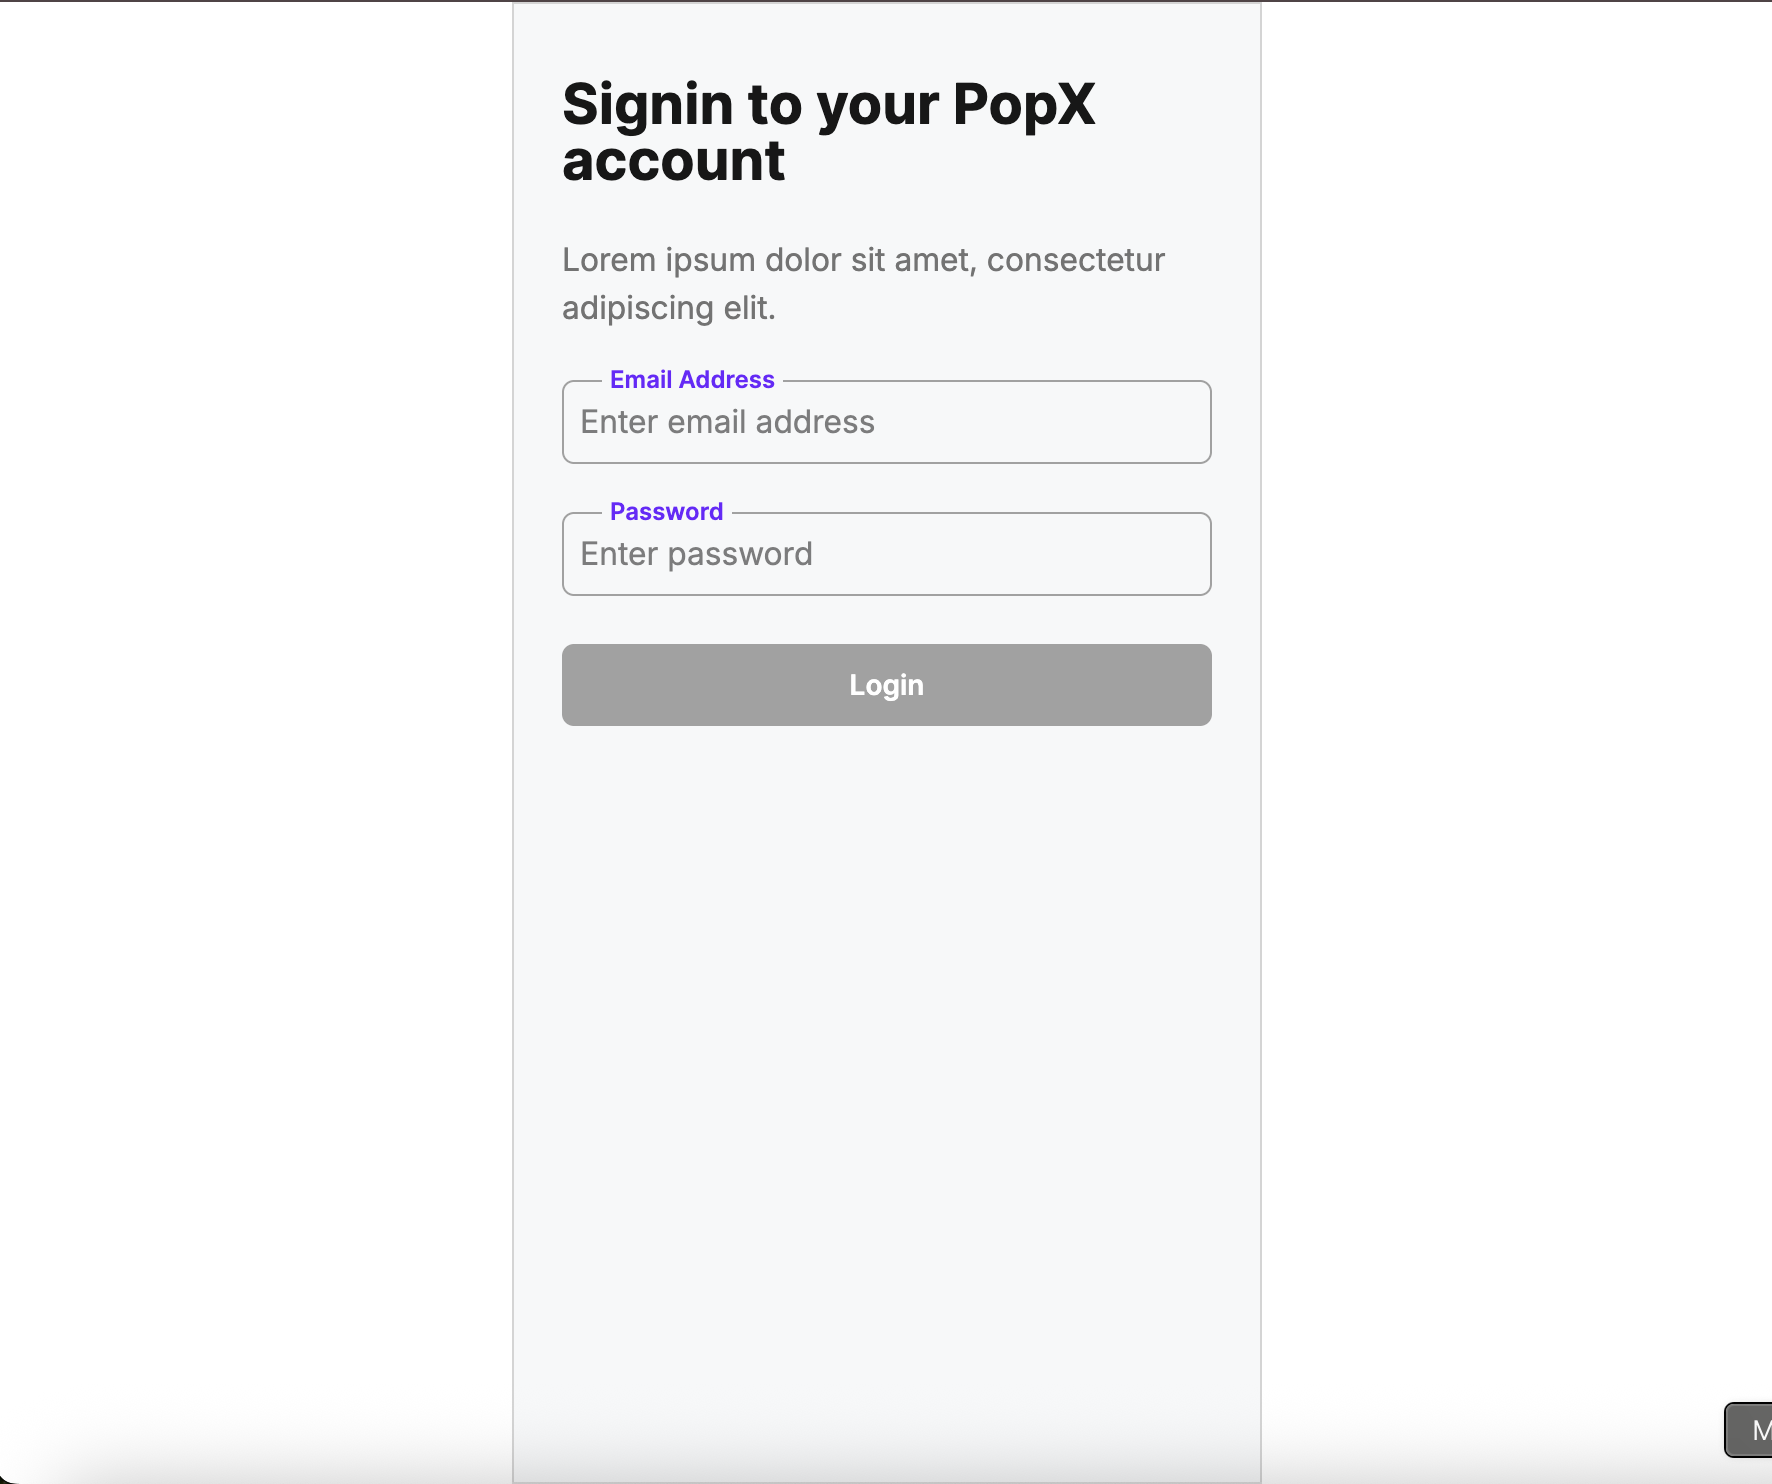 Signin to your PopX
account
Lorem ipsum dolor sit amet, consectetur
adipiscing elit.
Email Address
Enter email address
Password
Enter password
Login